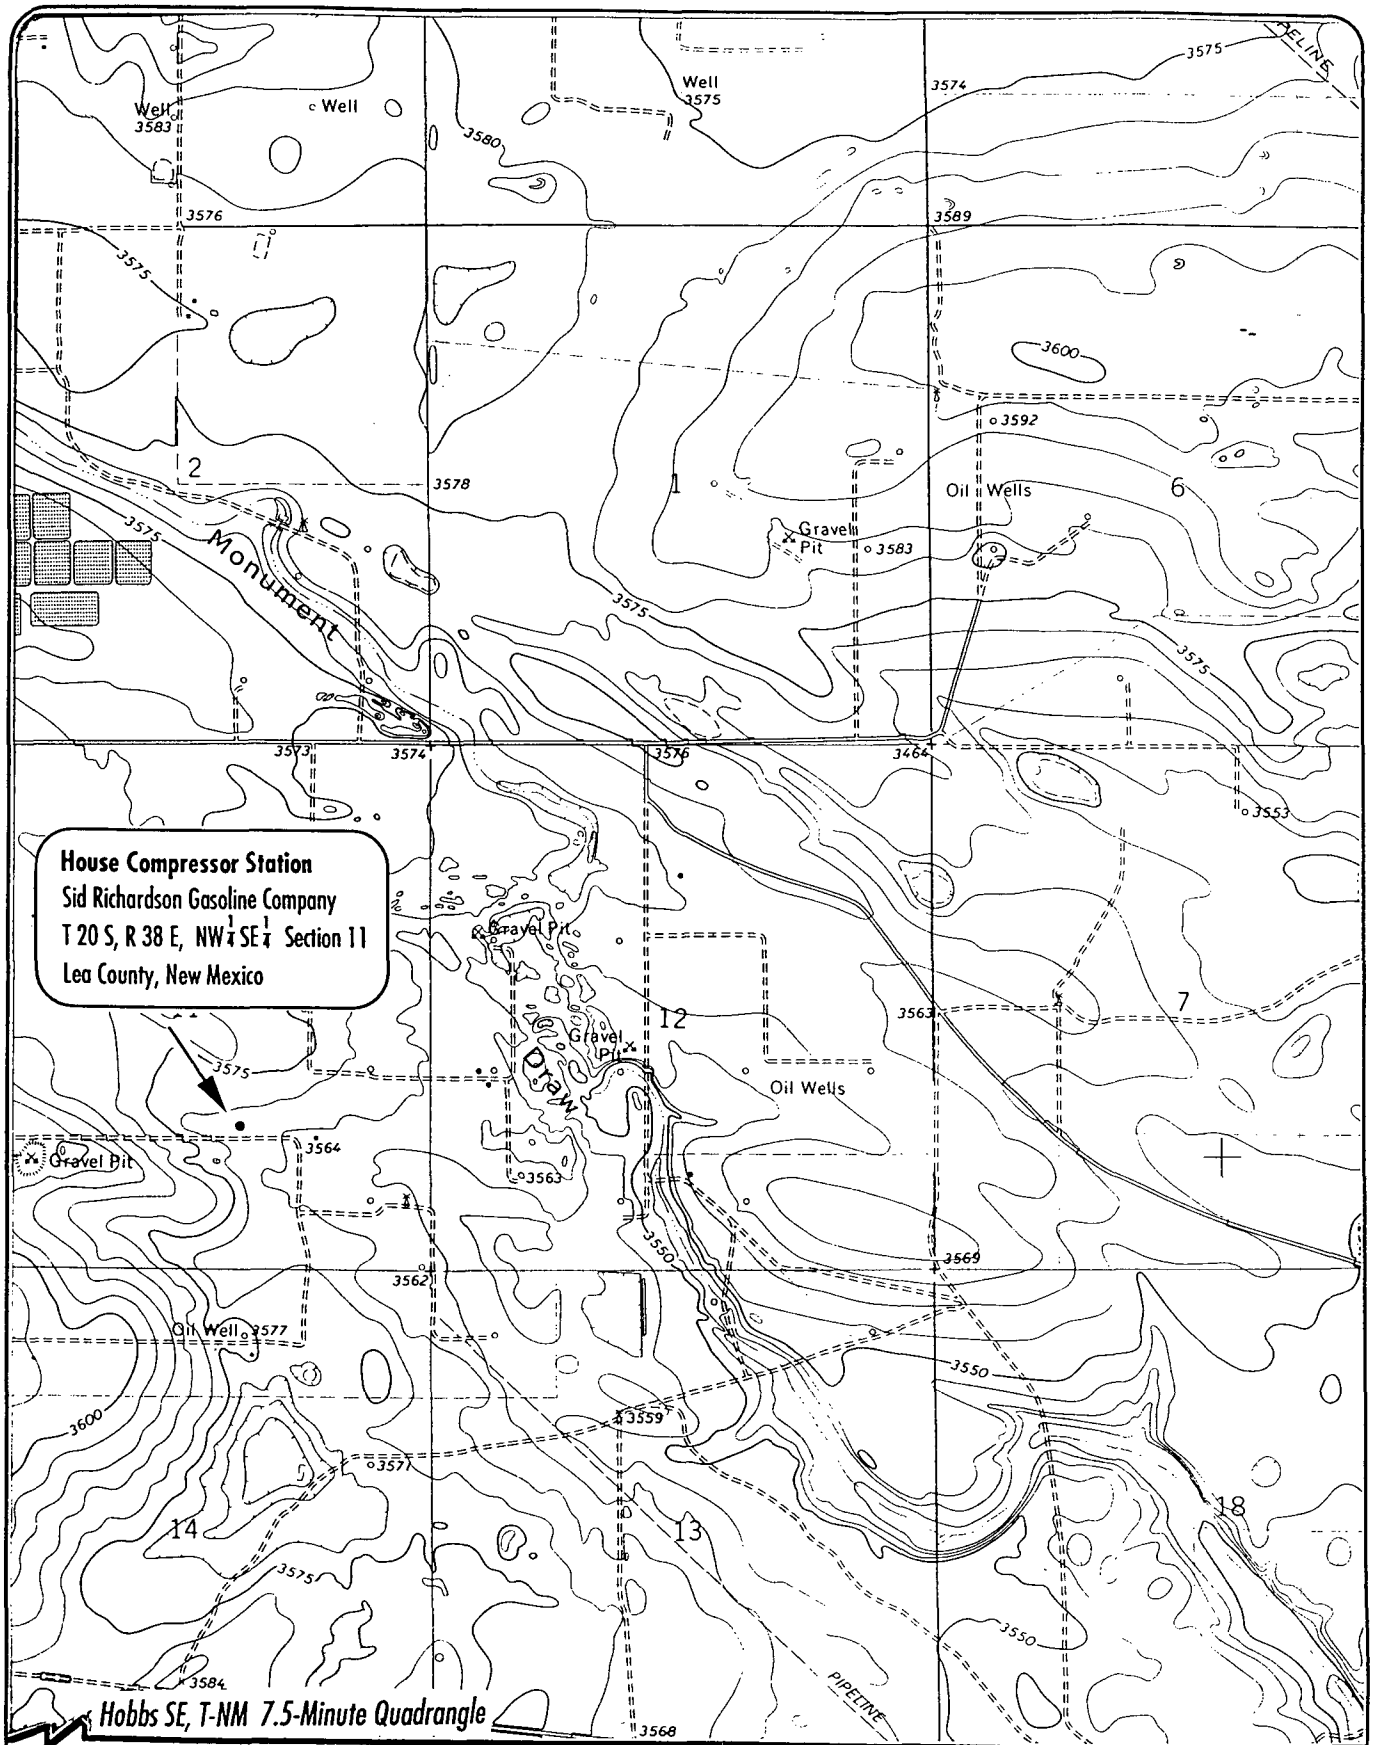 PELINE
3575
Well
3575
3574
Well
3583
Well
3580
3576
3589
3575
3600
3592
2
3578
1
Oil Wells
6
3575
Gravel
Pit
3583
Monument
3575
3575
3573
3574
3576
3464
3553
House Compressor Station
Sid Richardson Gasoline Company
T 20 S, R 38 E, NW¼ SE¼ Section 11
Lea County, New Mexico
Gravel Pit
12
3563
7
Gravel
Pit
3575
Draw
Oil Wells
3564
Gravel Pit
3563
3550
3569
3562
Oil Well 3577
3550
3600
3559
3571
14
13
18
3575
3550
3584
PIPELINE
Hobbs SE, T-NM 7.5-Minute Quadrangle
3568